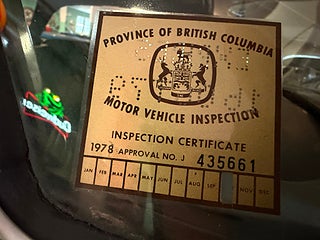 PROVINCE OF BRITISH COLUMBIA
MOTOR VEHICLE INSPECTION
INSPECTION CERTIFICATE
1978 APPROVAL NO. J 435661
JAN FEB MAR APR MAY JUN JUL AUG SEP NOV DEC